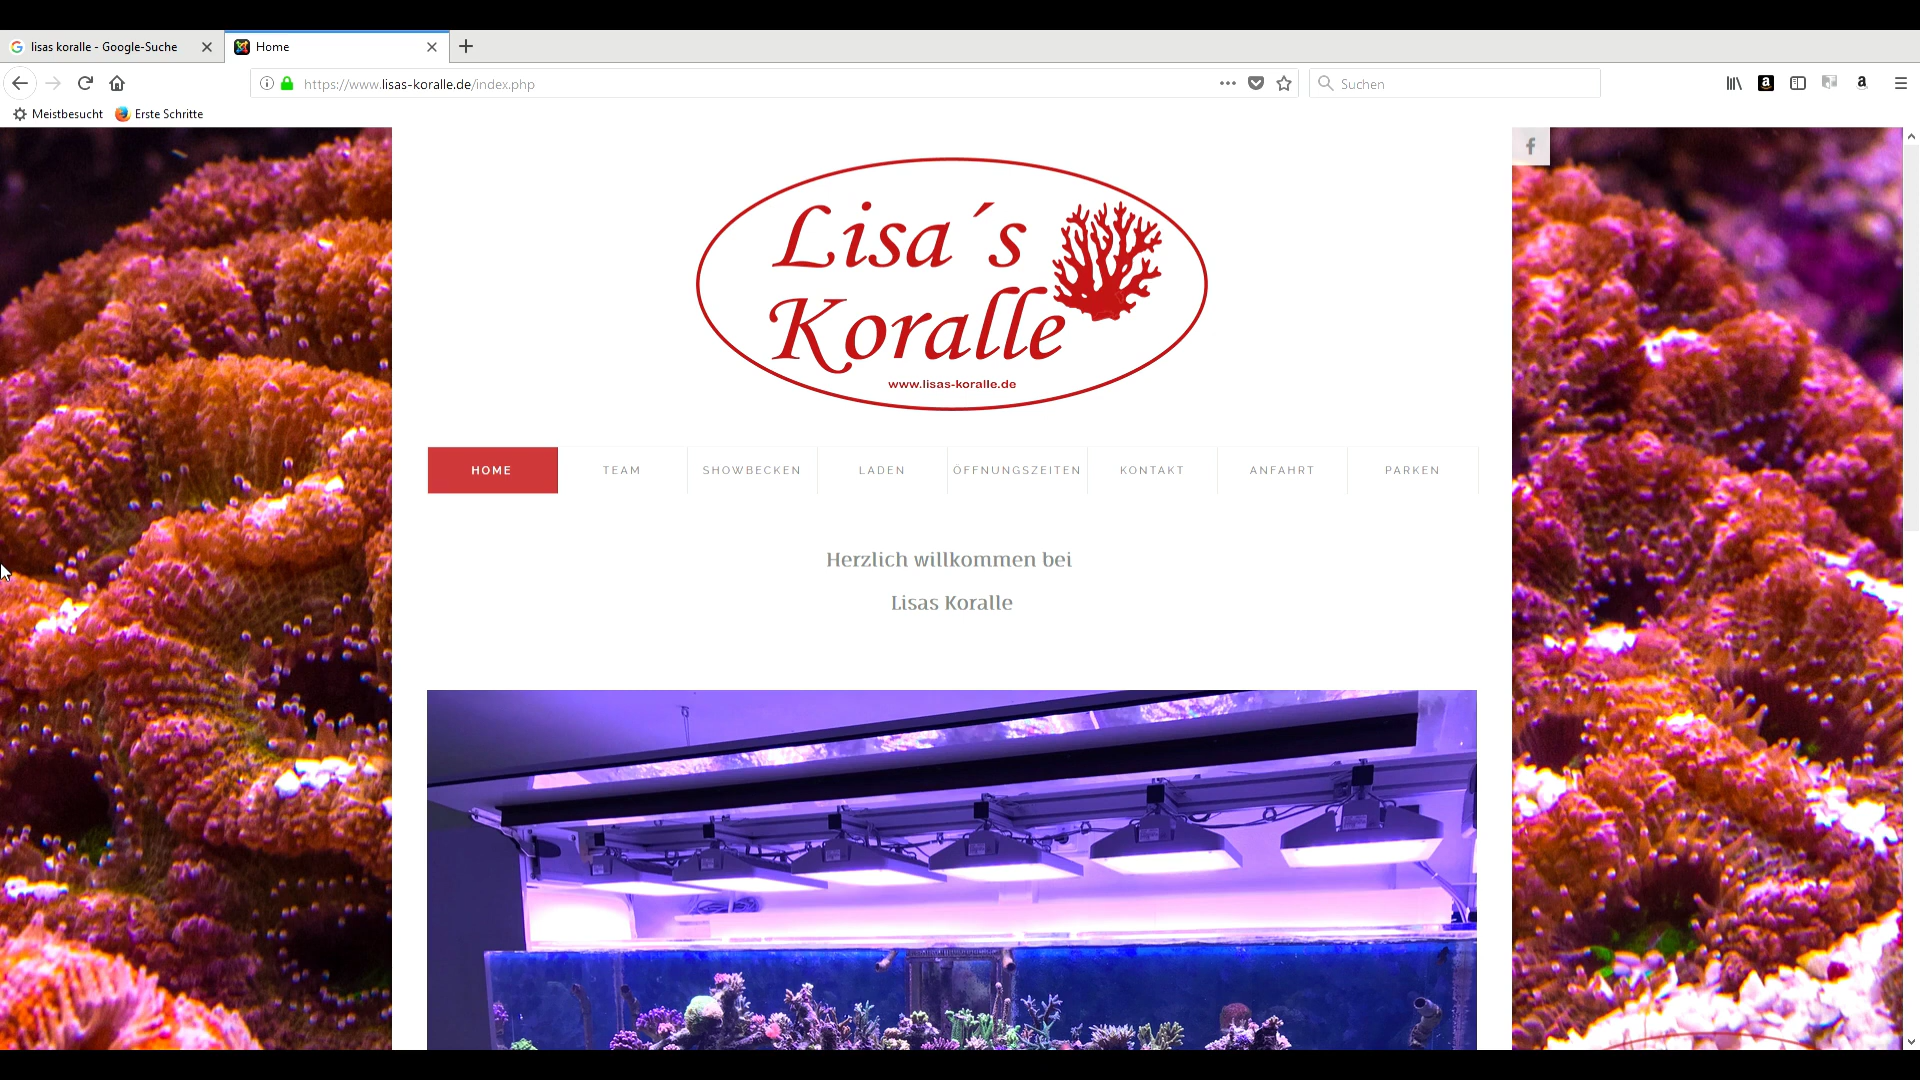 lisas koralle - Google-Suche
Home
https://www.lisas-koralle.de/index.php
Suchen
Meistbesucht
Erste Schritte
Lisa´s
Koralle
www.lisas-koralle.de
HOME
TEAM
SHOWBECKEN
LADEN
ÖFFNUNGSZEITEN
KONTAKT
ANFAHRT
PARKEN
Herzlich willkommen bei
Lisas Koralle